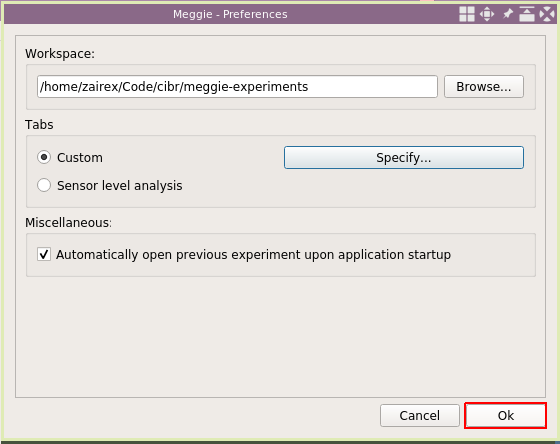 Meggie - Preferences
Workspace:
/home/zairex/Code/cibr/meggie-experiments
Browse...
Tabs
Custom
Specify...
Sensor level analysis
Miscellaneous:
Automatically open previous experiment upon application startup
Cancel
Ok